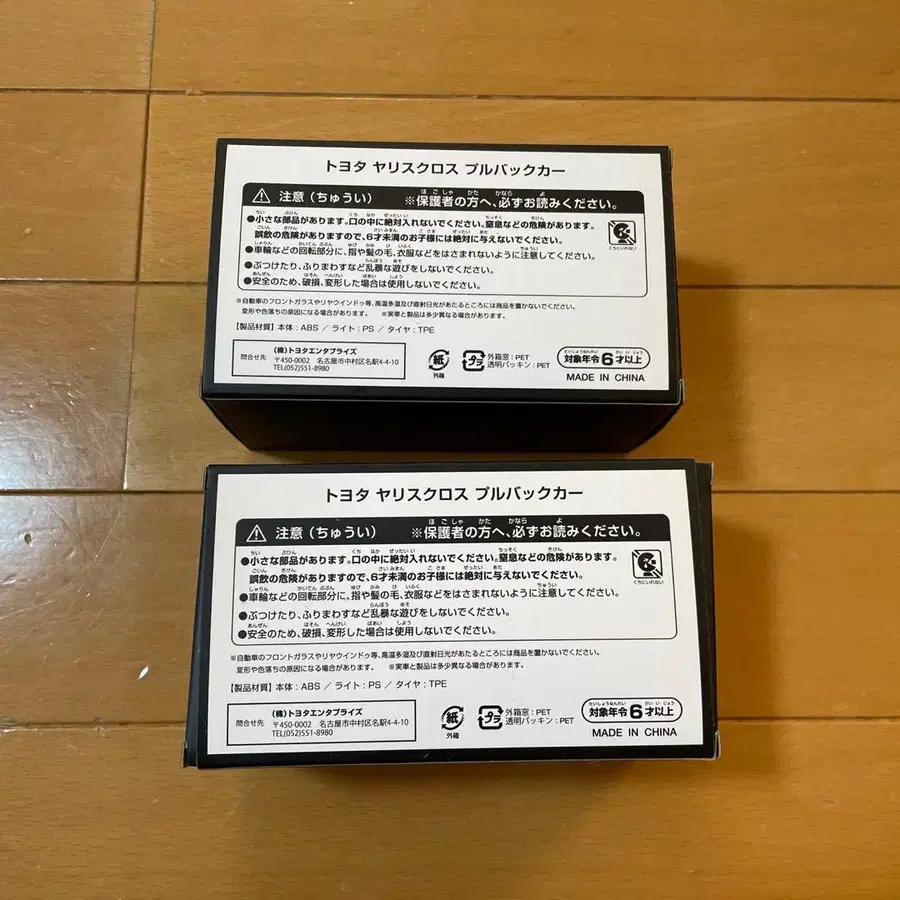 トヨタ ヤリスクロス プルバックカー
注意(ちゅうい) ※保護者の方へ、必ずお読みください。
●小さな部品があります。口の中に絶対入れないでください。窒息などの危険があります。
誤飲の危険がありますので、6才未満のお子様には絶対に与えないでください。
●車輪などの回転部分に、指や髪の毛、衣服などをはさまれないように注意してください。
●ぶつけたり、ふりまわすなど乱暴な遊びをしないでください。
●安全のため、破損、変形した場合は使用しないでください。
くちにいれない
※自動車のフロントガラスやリヤウインドゥ等、高温多湿及び直射日光があたるところには商品を置かないでください。
変形や色落ちの原因になる場合があります。 ※実車と製品は多少異なる場合があります。
【製品材質】本体:ABS / ライト:PS / タイヤ:TPE
問合せ先
(株)トヨタエンタプライズ
〒450-0002 名古屋市中村区名駅4-4-10
TEL(052)551-8980
紙
外箱
プラ
外箱窓:PET
透明パッキン:PET
対象年令6才以上
MADE IN CHINA
トヨタ ヤリスクロス プルバックカー
注意(ちゅうい) ※保護者の方へ、必ずお読みください。
●小さな部品があります。口の中に絶対入れないでください。窒息などの危険があります。
誤飲の危険がありますので、6才未満のお子様には絶対に与えないでください。
●車輪などの回転部分に、指や髪の毛、衣服などをはさまれないように注意してください。
●ぶつけたり、ふりまわすなど乱暴な遊びをしないでください。
●安全のため、破損、変形した場合は使用しないでください。
くちにいれない
※自動車のフロントガラスやリヤウインドゥ等、高温多湿及び直射日光があたるところには商品を置かないでください。
変形や色落ちの原因になる場合があります。 ※実車と製品は多少異なる場合があります。
【製品材質】本体:ABS / ライト:PS / タイヤ:TPE
問合せ先
(株)トヨタエンタプライズ
〒450-0002 名古屋市中村区名駅4-4-10
TEL(052)551-8980
紙
外箱
プラ
外箱窓:PET
透明パッキン:PET
対象年令6才以上
MADE IN CHINA